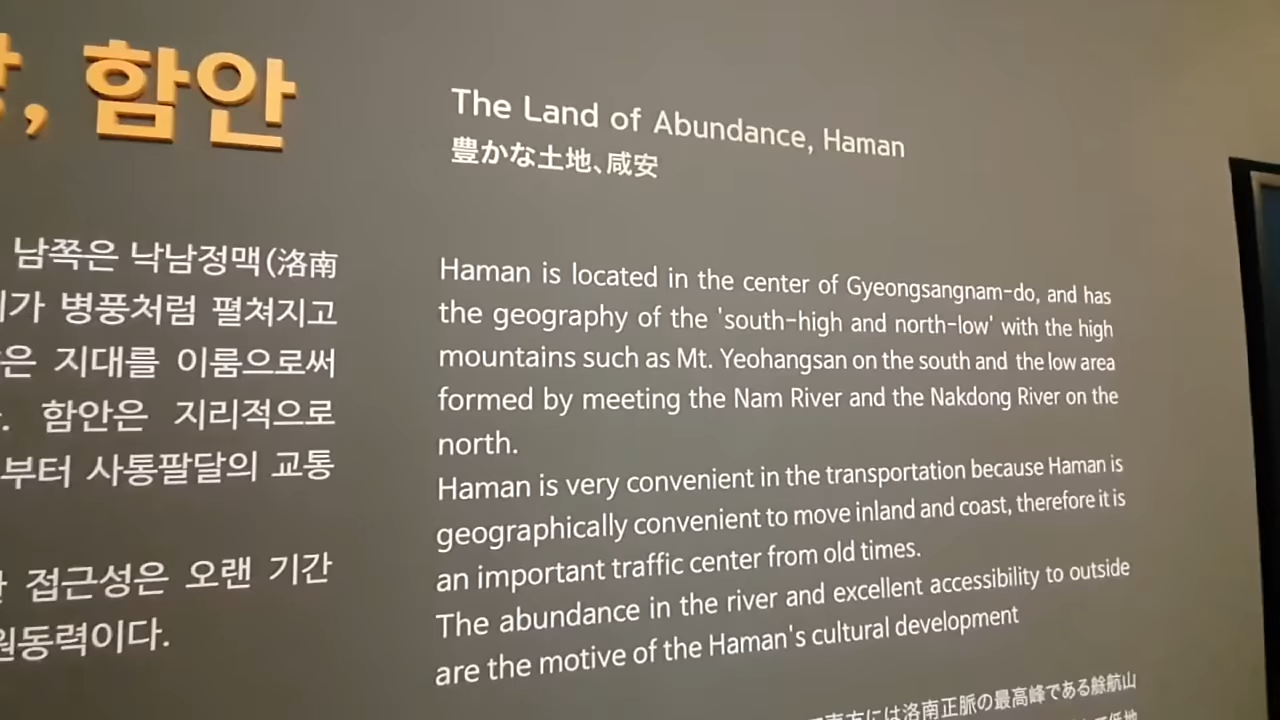 , 함안
남쪽은 낙남정맥(洛南
가 병풍처럼 펼쳐지고
은 지대를 이룸으로써
. 함안은 지리적으로
부터 사통팔달의 교통
접근성은 오랜 기간
원동력이다.
The Land of Abundance, Haman
豊かな土地、咸安
Haman is located in the center of Gyeongsangnam-do, and has
the geography of the 'south-high and north-low' with the high
mountains such as Mt. Yeohangsan on the south and the low area
formed by meeting the Nam River and the Nakdong River on the
north.
Haman is very convenient in the transportation because Haman is
geographically convenient to move inland and coast, therefore it is
an important traffic center from old times.
The abundance in the river and excellent accessibility to outside
are the motive of the Haman's cultural development
には洛南正脈の最高峰である餘航山
低地